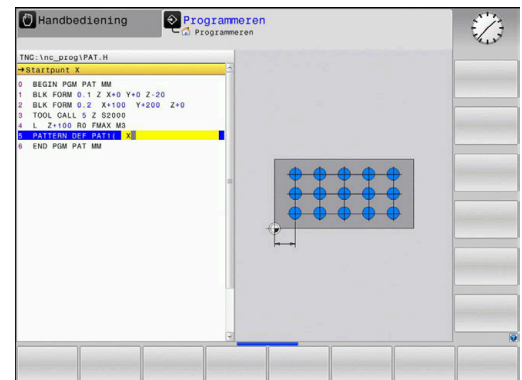 Handbediening
Programmeren
Programmeren
TNC:\nc_prog\PAT.H
→Startpunt X
0 BEGIN PGM PAT MM
1 BLK FORM 0.1 Z X+0 Y+0 Z-20
2 BLK FORM 0.2 X+100 Y+200 Z+0
3 TOOL CALL 5 Z S2000
4 L Z+100 R0 FMAX M3
5 PATTERN DEF PAT1( X
6 END PGM PAT MM